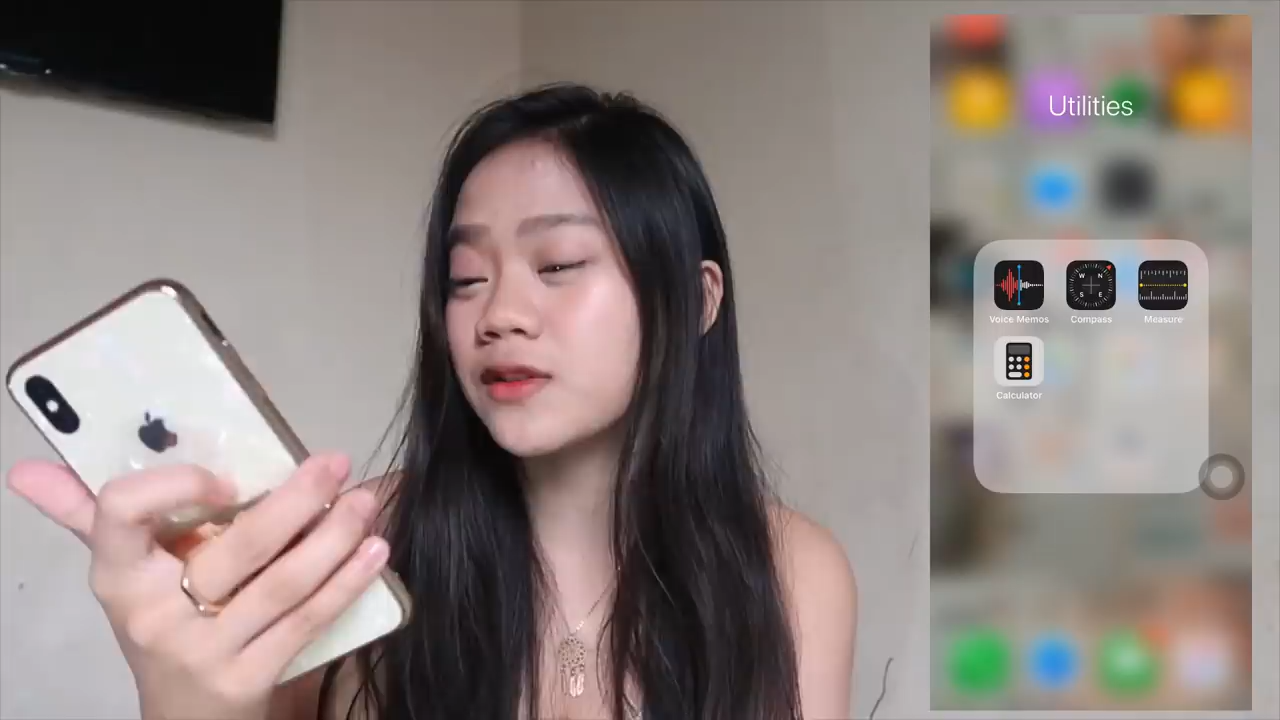 Utilities
Voice Memos
Compass
Measure
Calculator
W N
S E